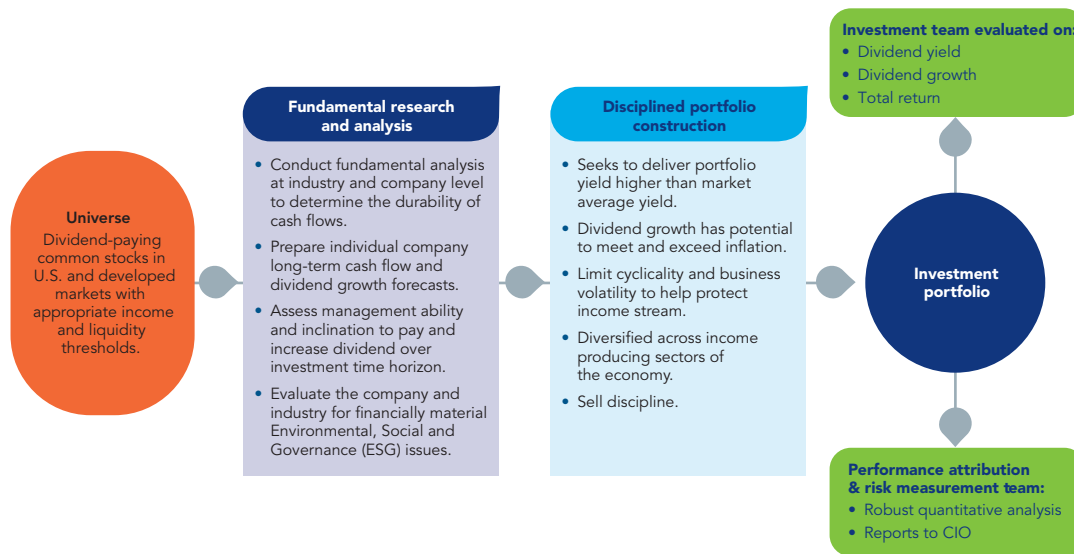 Universe
Dividend-paying
common stocks in
U.S. and developed
markets with
appropriate income
and liquidity
thresholds.
Fundamental research
and analysis
• Conduct fundamental analysis
at industry and company level
to determine the durability of
cash flows.
• Prepare individual company
long-term cash flow and
dividend growth forecasts.
• Assess management ability
and inclination to pay and
increase dividend over
investment time horizon.
• Evaluate the company and
industry for financially material
Environmental, Social and
Governance (ESG) issues.
Disciplined portfolio
construction
• Seeks to deliver portfolio
yield higher than market
average yield.
• Dividend growth has potential
to meet and exceed inflation.
• Limit cyclicality and business
volatility to help protect
income stream.
• Diversified across income
producing sectors of
the economy.
• Sell discipline.
Investment team evaluated on:
• Dividend yield
• Dividend growth
• Total return
Investment
portfolio
Performance attribution
& risk measurement team:
• Robust quantitative analysis
• Reports to CIO